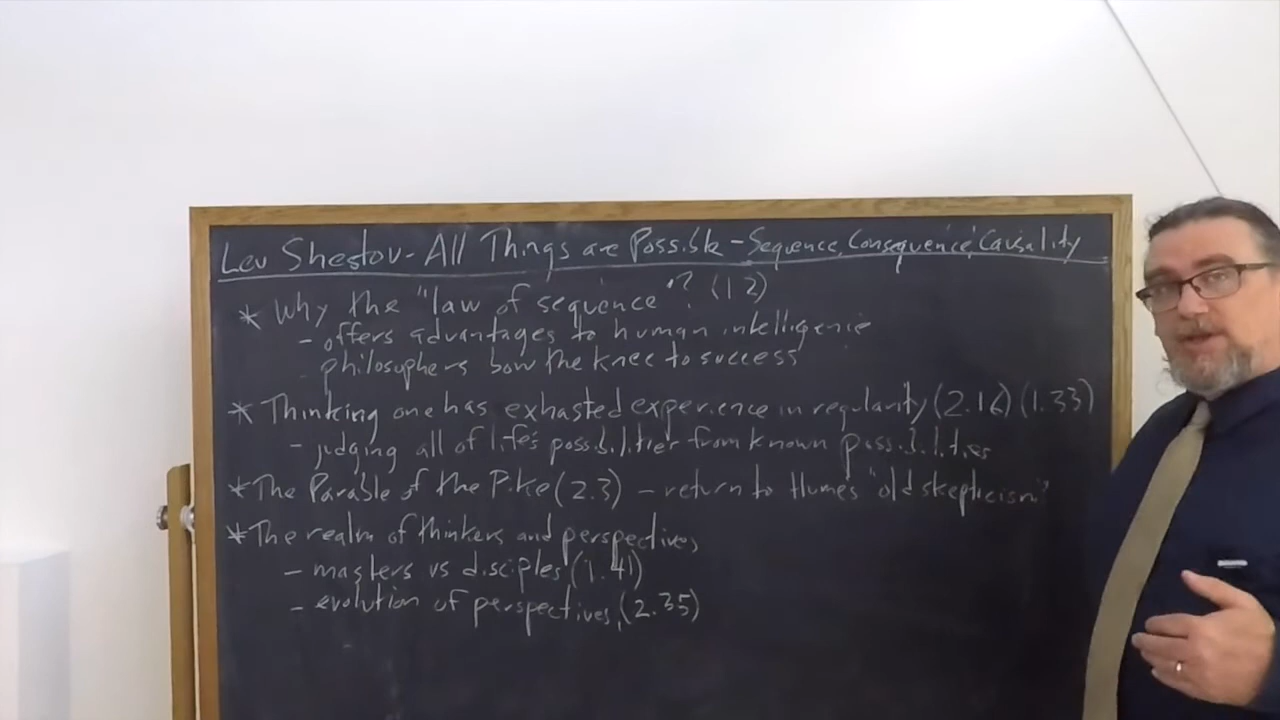 Lev Shestov - All Things are Possible - Sequence, Consequence, Causality
* Why the "law of sequence"? (1.2)
- offers advantages to human intelligence
- philosophers bow the knee to success
* Thinking one has exhasted experience in regularity (2.16) (1.33)
- judging all of life's possibilities from known possibilities
* The Parable of the Pike (2.3) - return to Hume's "old skepticism"?
* The realm of thinkers and perspectives
- masters vs disciples (1.41)
- evolution of perspectives, (2.35)